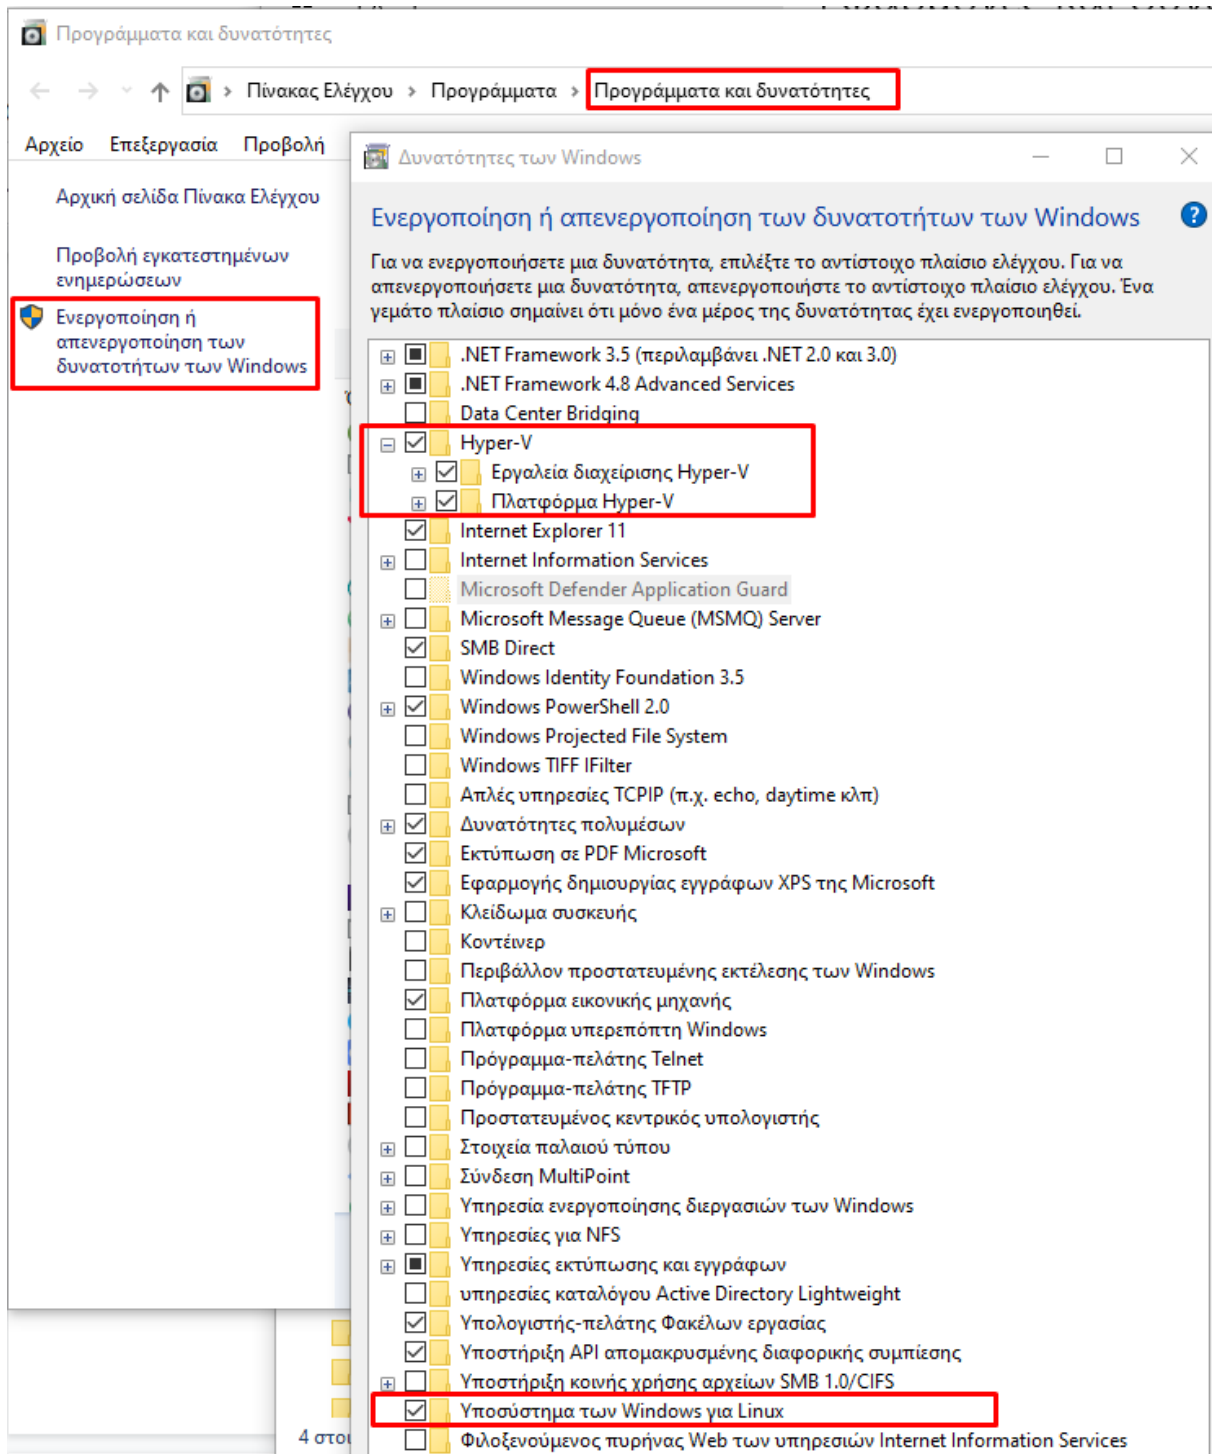 Προγράμματα και δυνατότητες
Πίνακας Ελέγχου › Προγράμματα › Προγράμματα και δυνατότητες
Αρχείο Επεξεργασία Προβολή
Αρχική σελίδα Πίνακα Ελέγχου
Προβολή εγκατεστημένων
ενημερώσεων
Ενεργοποίηση ή
απενεργοποίηση των
δυνατοτήτων των Windows
Δυνατότητες των Windows
Ενεργοποίηση ή απενεργοποίηση των δυνατοτήτων των Windows
Για να ενεργοποιήσετε μια δυνατότητα, επιλέξτε το αντίστοιχο πλαίσιο ελέγχου. Για να
απενεργοποιήσετε μια δυνατότητα, απενεργοποιήστε το αντίστοιχο πλαίσιο ελέγχου. Ένα
γεμάτο πλαίσιο σημαίνει ότι μόνο ένα μέρος της δυνατότητας έχει ενεργοποιηθεί.
.NET Framework 3.5 (περιλαμβάνει .NET 2.0 και 3.0)
.NET Framework 4.8 Advanced Services
Data Center Bridging
Hyper-V
Εργαλεία διαχείρισης Hyper-V
Πλατφόρμα Hyper-V
Internet Explorer 11
Internet Information Services
Microsoft Defender Application Guard
Microsoft Message Queue (MSMQ) Server
SMB Direct
Windows Identity Foundation 3.5
Windows PowerShell 2.0
Windows Projected File System
Windows TIFF IFilter
Απλές υπηρεσίες TCPIP (π.χ. echo, daytime κλπ)
Δυνατότητες πολυμέσων
Εκτύπωση σε PDF Microsoft
Εφαρμογής δημιουργίας εγγράφων XPS της Microsoft
Κλείδωμα συσκευής
Κοντέινερ
Περιβάλλον προστατευμένης εκτέλεσης των Windows
Πλατφόρμα εικονικής μηχανής
Πλατφόρμα υπερεπόπτη Windows
Πρόγραμμα-πελάτης Telnet
Πρόγραμμα-πελάτης TFTP
Προστατευμένος κεντρικός υπολογιστής
Στοιχεία παλαιού τύπου
Σύνδεση MultiPoint
Υπηρεσία ενεργοποίησης διεργασιών των Windows
Υπηρεσίες για NFS
Υπηρεσίες εκτύπωσης και εγγράφων
υπηρεσίες καταλόγου Active Directory Lightweight
Υπολογιστής-πελάτης Φακέλων εργασίας
Υποστήριξη API απομακρυσμένης διαφορικής συμπίεσης
Υποστήριξη κοινής χρήσης αρχείων SMB 1.0/CIFS
Υποσύστημα των Windows για Linux
4 στοι
Φιλοξενούμενος πυρήνας Web των υπηρεσιών Internet Information Services